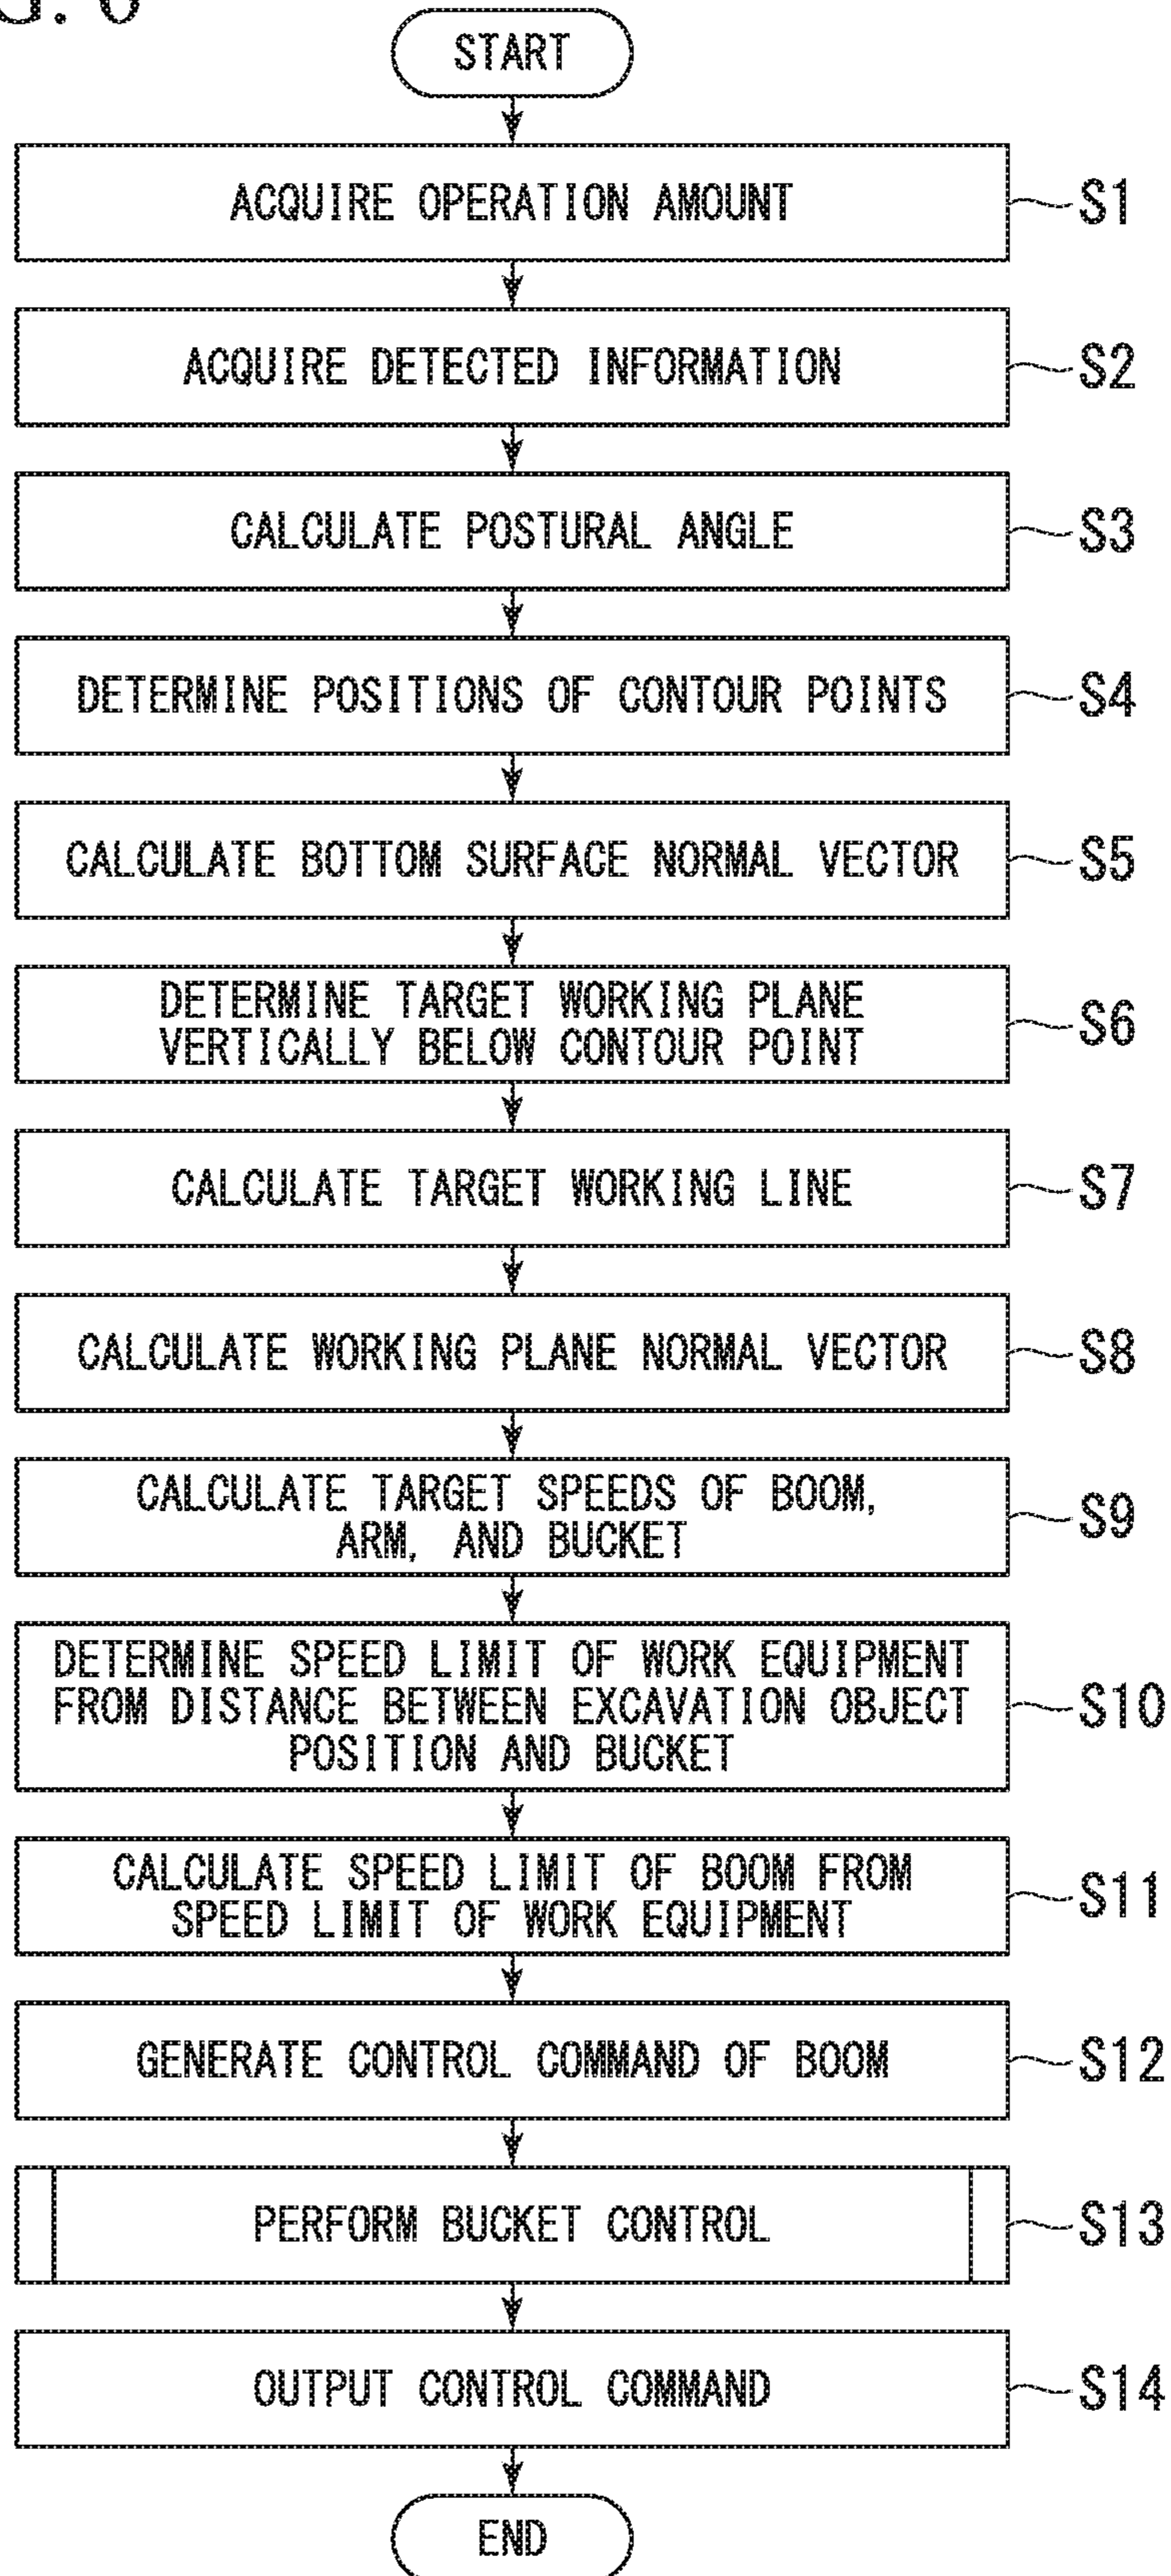 START
ACQUIRE OPERATION AMOUNT
S1
ACQUIRE DETECTED INFORMATION
S2
CALCULATE POSTURAL ANGLE
S3
DETERMINE POSITIONS OF CONTOUR POINTS
S4
CALCULATE BOTTOM SURFACE NORMAL VECTOR
S5
DETERMINE TARGET WORKING PLANE
VERTICALLY BELOW CONTOUR POINT
S6
CALCULATE TARGET WORKING LINE
S7
CALCULATE WORKING PLANE NORMAL VECTOR
S8
CALCULATE TARGET SPEEDS OF BOOM,
ARM, AND BUCKET
S9
DETERMINE SPEED LIMIT OF WORK EQUIPMENT
FROM DISTANCE BETWEEN EXCAVATION OBJECT
POSITION AND BUCKET
S10
CALCULATE SPEED LIMIT OF BOOM FROM
SPEED LIMIT OF WORK EQUIPMENT
S11
GENERATE CONTROL COMMAND OF BOOM
S12
PERFORM BUCKET CONTROL
S13
OUTPUT CONTROL COMMAND
S14
END